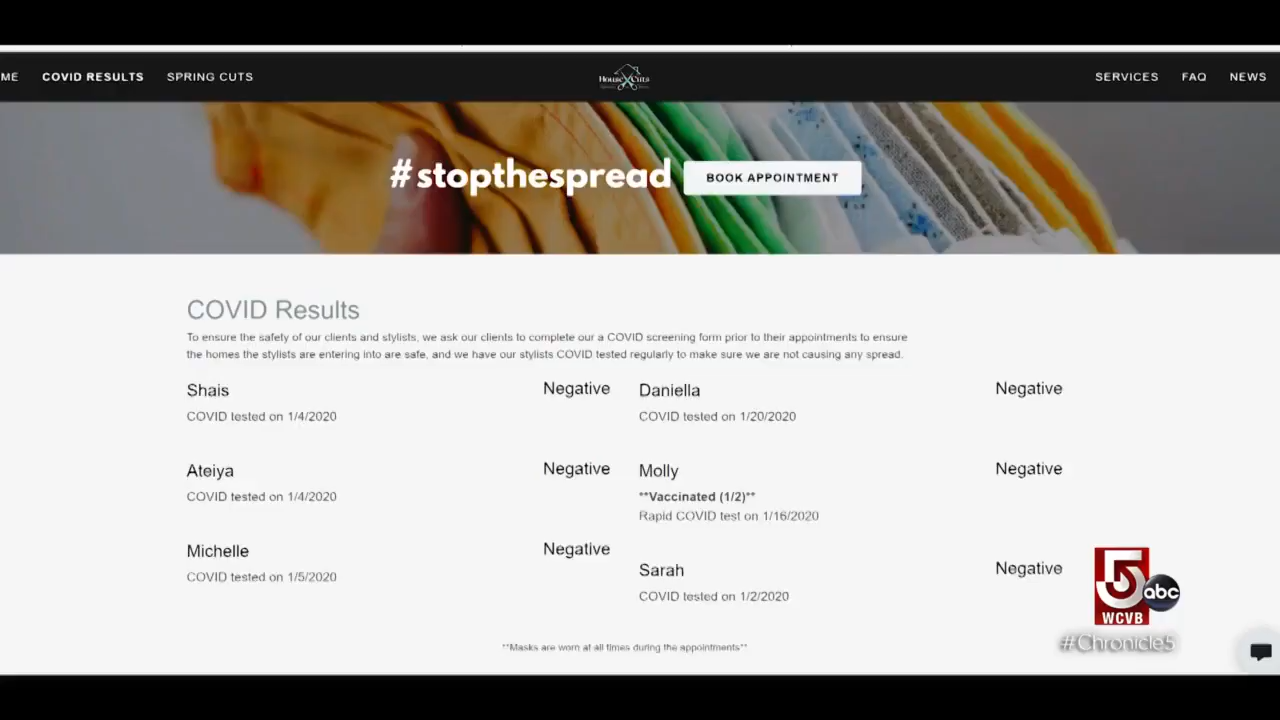 ME COVID RESULTS SPRING CUTS
House Cuts
SERVICES FAQ NEWS
#stopthespread
BOOK APPOINTMENT
COVID Results
To ensure the safety of our clients and stylists, we ask our clients to complete our a COVID screening form prior to their appointments to ensure
the homes the stylists are entering into are safe, and we have our stylists COVID tested regularly to make sure we are not causing any spread.
Shais Negative
COVID tested on 1/4/2020
Daniella Negative
COVID tested on 1/20/2020
Ateiya Negative
COVID tested on 1/4/2020
Molly Negative
**Vaccinated (1/2)**
Rapid COVID test on 1/16/2020
Michelle Negative
COVID tested on 1/5/2020
Sarah Negative
COVID tested on 1/2/2020
**Masks are worn at all times during the appointments**
5 abc
WCVB
#Chronicle5